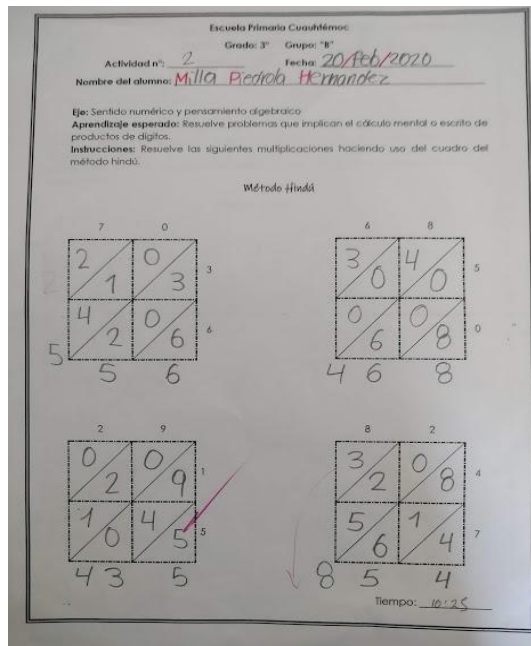 Escuela Primaria Cuauhtémoc
Grado: 3° Grupo: "B"
Actividad n°: 2 Fecha: 20/Feb/2020
Nombre del alumno: Milla Piedrola Hernandez
Eje: Sentido numérico y pensamiento algebraico
Aprendizaje esperado: Resuelve problemas que implican el cálculo mental o escrito de
productos de dígitos.
Instrucciones: Resuelve las siguientes multiplicaciones haciendo uso del cuadro del
método hindú.
Método Hindú
7 0
2 0
1 3 3
4 0
2 6 6
5 5 6
6 8
3 4
0 0 5
0 0
6 8 0
4 6 8
2 9
0 0
2 9 1
1 4
0 5 5
4 3 5
8 2
3 0
2 8 4
5 1
6 4 7
8 5 4
Tiempo: 10:25